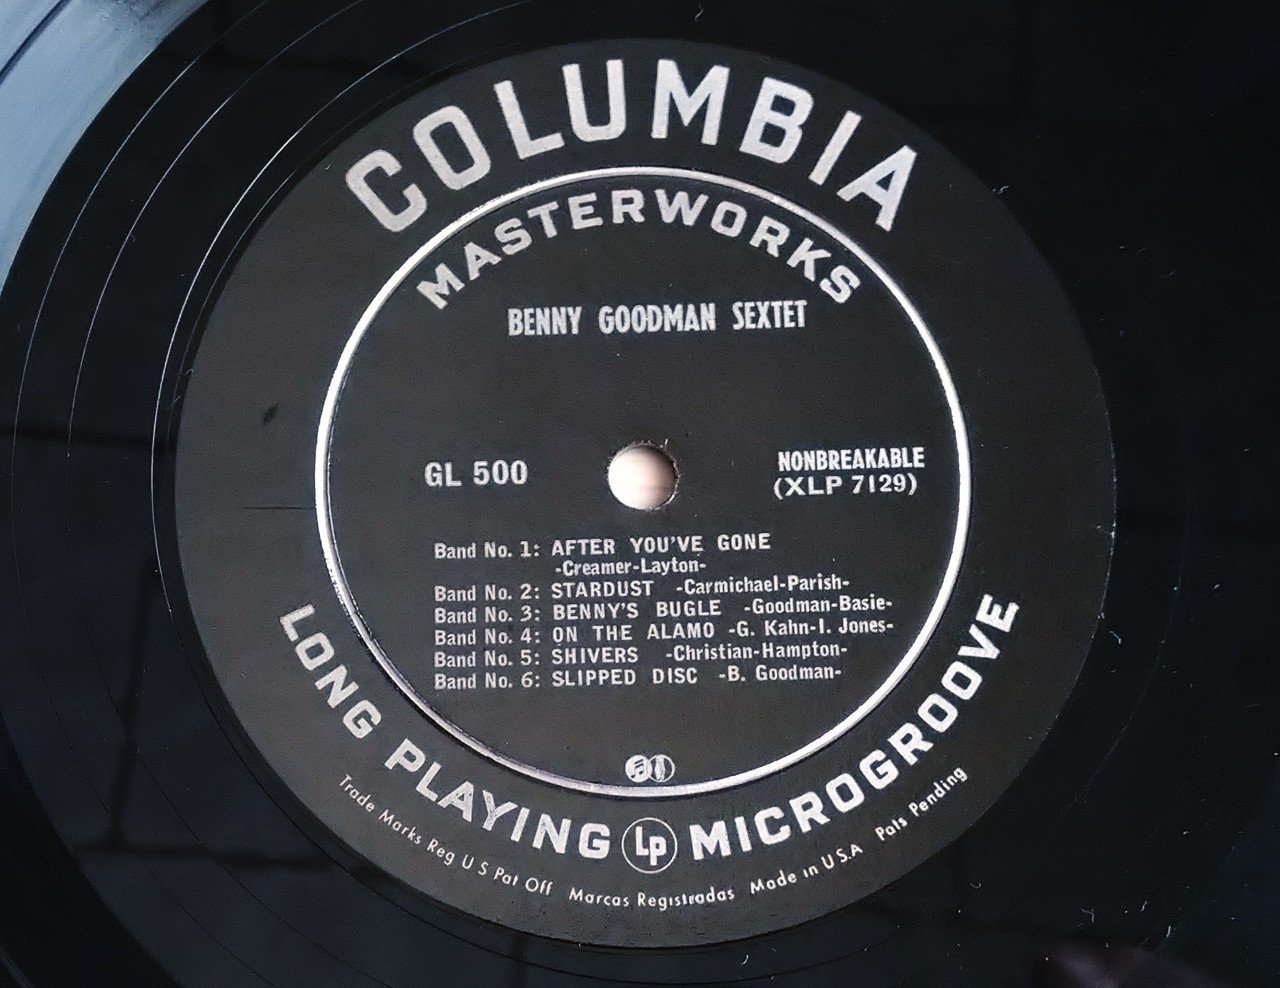 COLUMBIA
MASTERWORKS
BENNY GOODMAN SEXTET
GL 500
NONBREAKABLE
(XLP 7129)
Band No. 1: AFTER YOU'VE GONE
-Creamer-Layton-
Band No. 2: STARDUST -Carmichael-Parish-
Band No. 3: BENNY'S BUGLE -Goodman-Basie-
Band No. 4: ON THE ALAMO -G. Kahn-I. Jones-
Band No. 5: SHIVERS -Christian-Hampton-
Band No. 6: SLIPPED DISC -B. Goodman-
LONG PLAYING Lp MICROGROOVE
Trade Marks Reg U S Pat Off Marcas Registradas Made in U.S.A Pats Pending